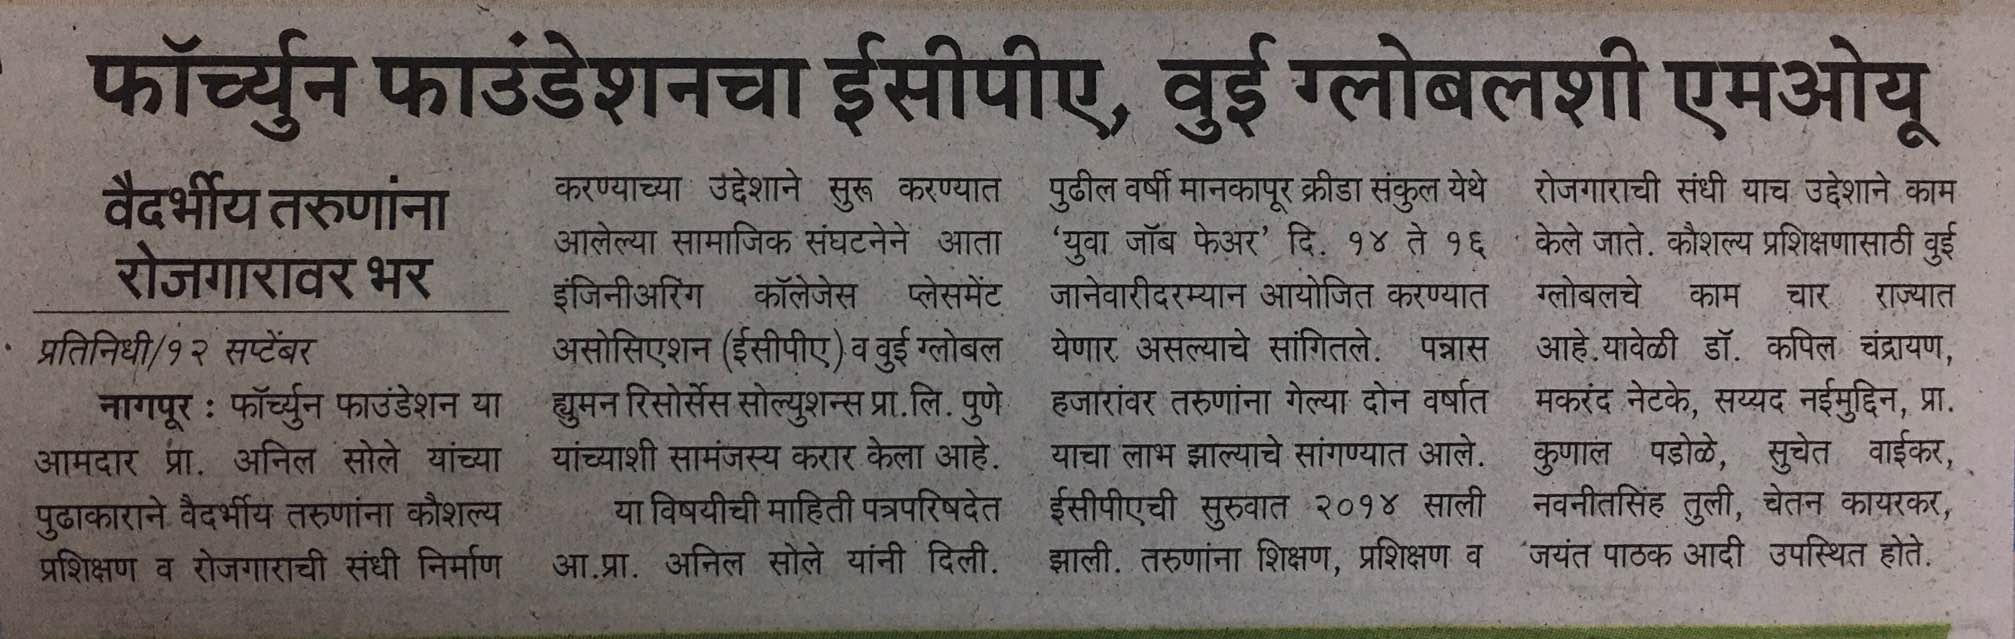 फॉर्च्युन फाउंडेशनचा ईसीपीए, वुई ग्लोबलशी एमओयू
वैदर्भीय तरुणांना
रोजगारावर भर
प्रतिनिधी/१२ सप्टेंबर
नागपूर : फॉर्च्युन फाउंडेशन या
आमदार प्रा. अनिल सोले यांच्या
पुढाकाराने वैदर्भीय तरुणांना कौशल्य
प्रशिक्षण व रोजगाराची संधी निर्माण
करण्याच्या उद्देशाने सुरू करण्यात
आलेल्या सामाजिक संघटनेने आता
इंजिनीअरिंग कॉलेजेस प्लेसमेंट
असोसिएशन (ईसीपीए) व वुई ग्लोबल
ह्युमन रिसोर्सेस सोल्युशन्स प्रा.लि. पुणे
यांच्याशी सामंजस्य करार केला आहे.
या विषयीची माहिती पत्रपरिषदेत
आ.प्रा. अनिल सोले यांनी दिली.
पुढील वर्षी मानकापूर क्रीडा संकुल येथे
‘युवा जॉब फेअर’ दि. १४ ते १६
जानेवारीदरम्यान आयोजित करण्यात
येणार असल्याचे सांगितले. पन्नास
हजारांवर तरुणांना गेल्या दोन वर्षात
याचा लाभ झाल्याचे सांगण्यात आले.
ईसीपीएची सुरुवात २०१४ साली
झाली. तरुणांना शिक्षण, प्रशिक्षण व
रोजगाराची संधी याच उद्देशाने काम
केले जाते. कौशल्य प्रशिक्षणासाठी वुई
ग्लोबलचे काम चार राज्यात
आहे.यावेळी डॉ. कपिल चंद्रायण,
मकरंद नेटके, सय्यद नईमुद्दिन, प्रा.
कुणाल पडोळे, सुचेत वाईकर,
नवनीतसिंह तुली, चेतन कायरकर,
जयंत पाठक आदी उपस्थित होते.